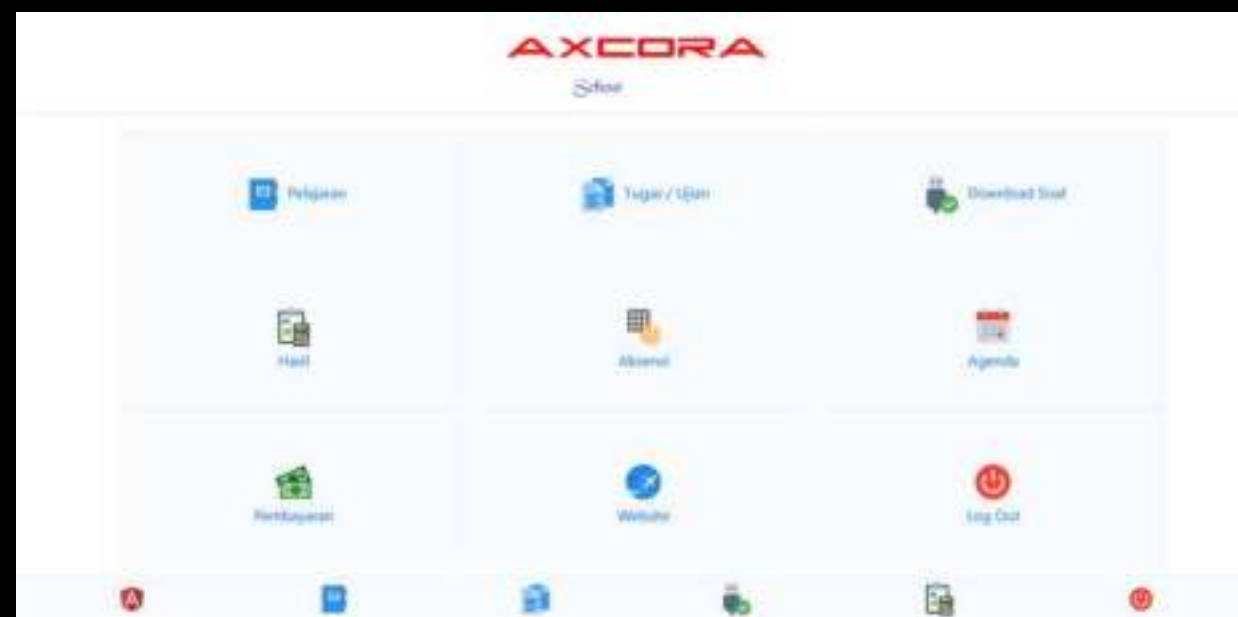 AXCORA
School
Pelajaran
Tugas / Ujian
Download Soal
Hasil
Absensi
Agenda
Pembayaran
Website
Log Out